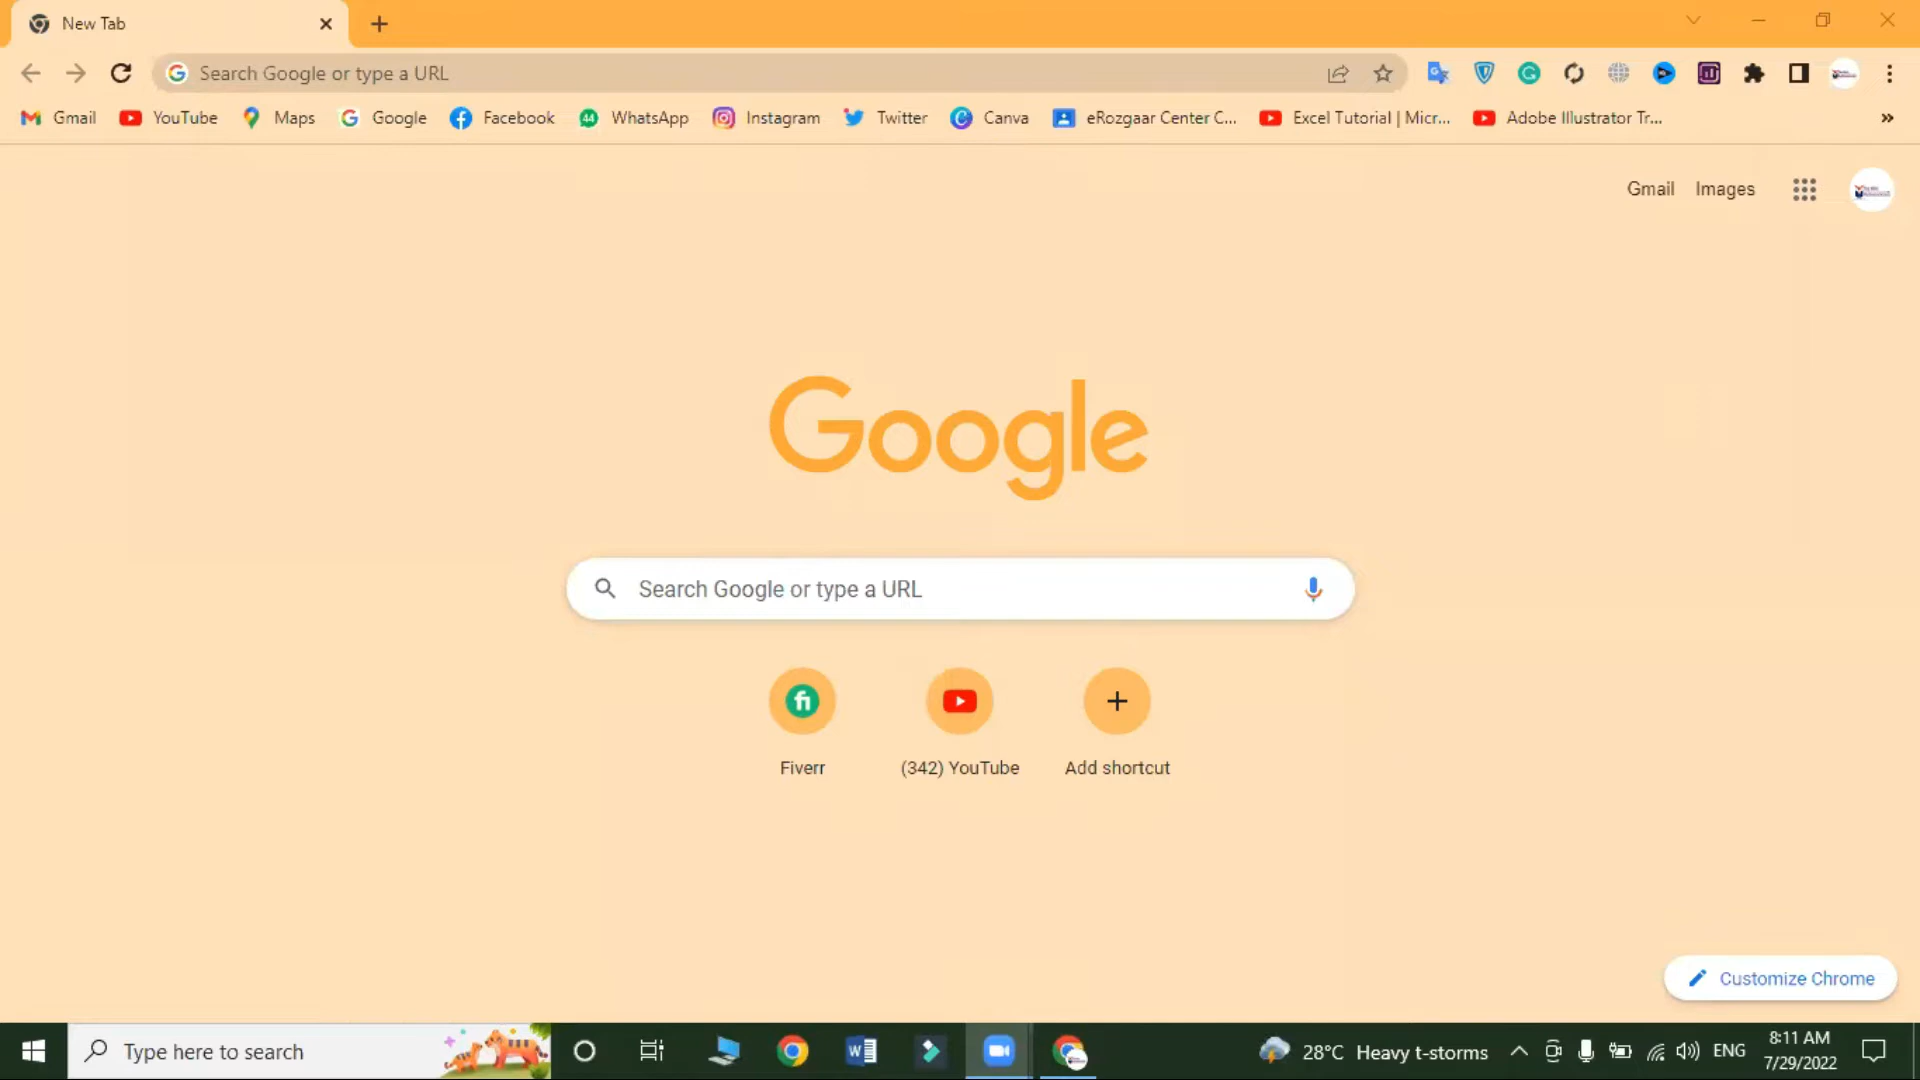 New Tab
Search Google or type a URL
Gmail YouTube Maps Google Facebook 44 WhatsApp Instagram Twitter Canva eRozgaar Center C... Excel Tutorial | Micr... Adobe Illustrator Tr... »
Gmail Images
Google
Search Google or type a URL
fi
Fiverr (342) YouTube Add shortcut
Customize Chrome
Type here to search
28°C Heavy t-storms ENG
8:11 AM
7/29/2022